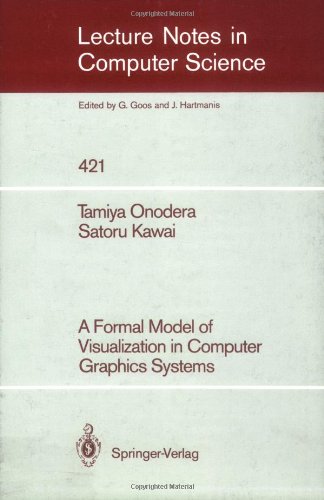 Lecture Notes in
Computer Science
Edited by G. Goos and J. Hartmanis
421
Tamiya Onodera
Satoru Kawai
A Formal Model of
Visualization in Computer
Graphics Systems
Springer-Verlag